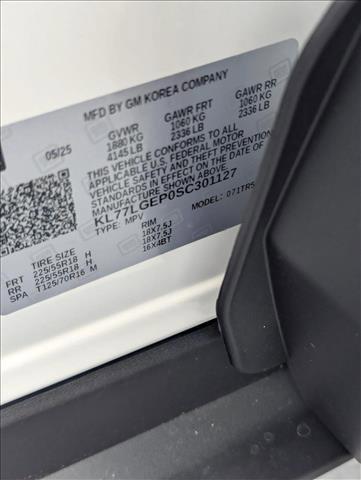 MFD BY GM KOREA COMPANY
05/25 GVWR GAWR FRT GAWR RR
1880 KG 1060 KG 1060 KG
4145 LB 2336 LB 2336 LB
THIS VEHICLE CONFORMS TO ALL
APPLICABLE U.S. FEDERAL MOTOR
VEHICLE SAFETY AND THEFT PREVENTION
STANDARDS IN EFFECT ON THE DATE OF
MANUFACTURE SHOWN ABOVE.
KL77LGEP0SC301127
TYPE: MPV MODEL: 071TR5
TIRE SIZE RIM
FRT 225/55R18 H 18X7.5J
RR 225/55R18 H 18X7.5J
SPA T125/70R16 M 16X4BT